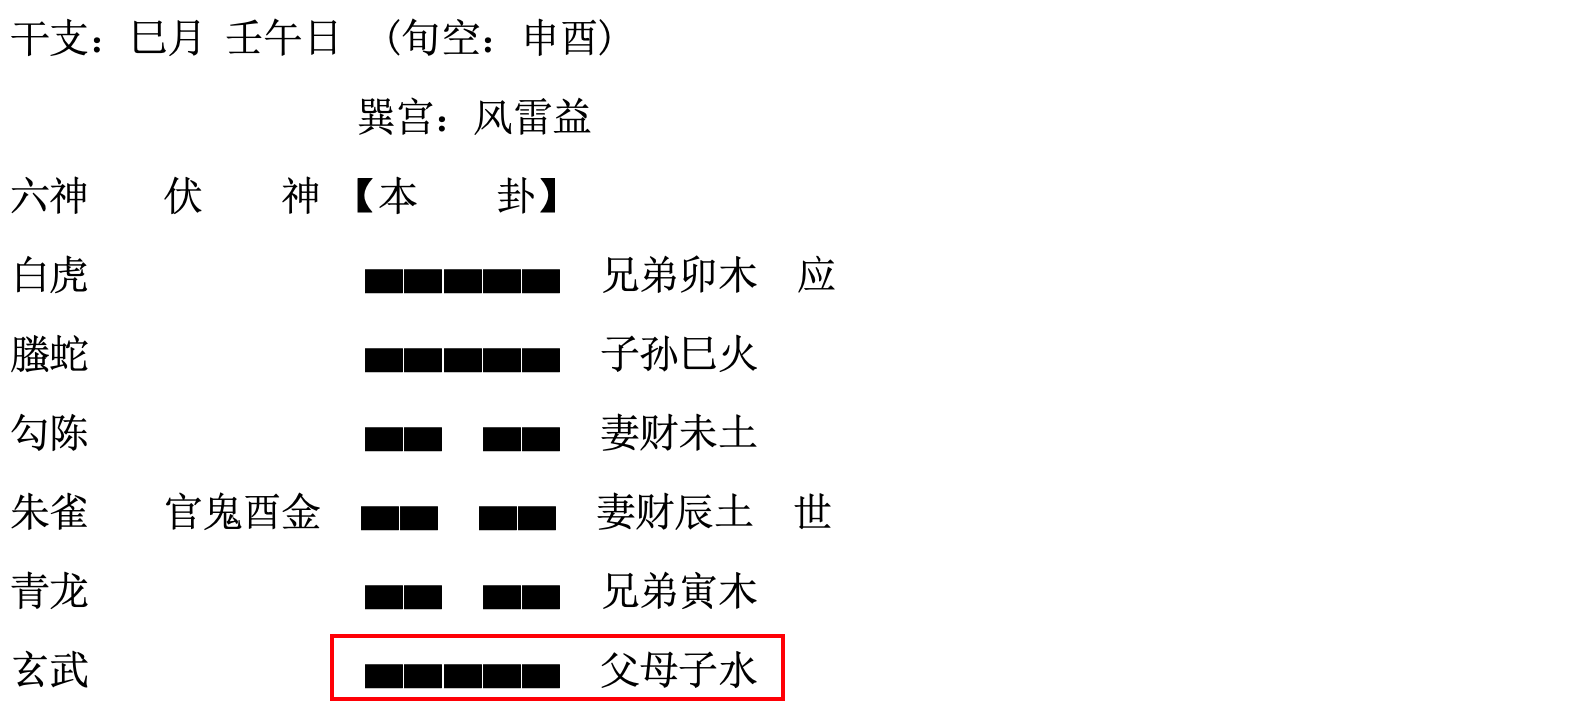 干支：巳月 壬午日 （旬空：申酉）
巽宫：风雷益
六神 伏 神 【本 卦】
白虎 兄弟卯木 应
螣蛇 子孙巳火
勾陈 妻财未土
朱雀 官鬼酉金 妻财辰土 世
青龙 兄弟寅木
玄武 父母子水